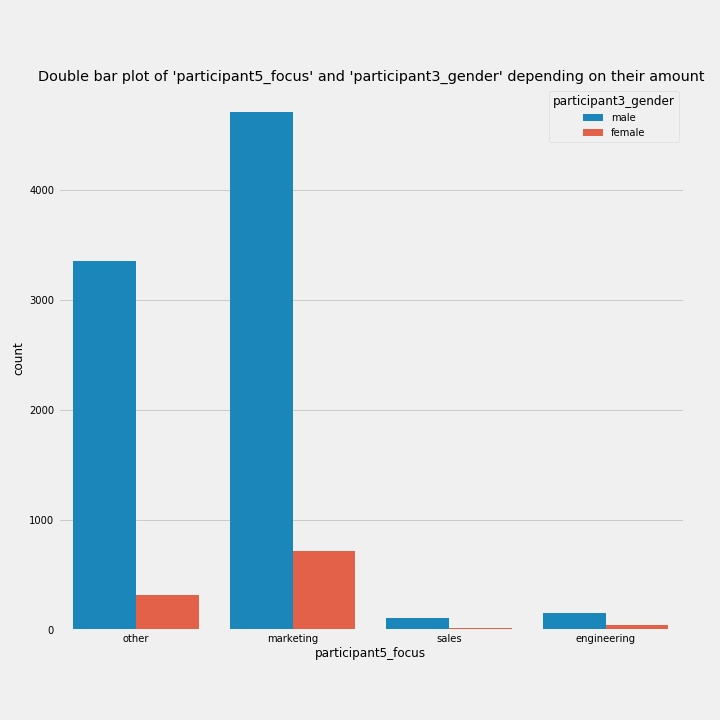 Double bar plot of 'participant5_focus' and 'participant3_gender' depending on their amount
participant3_gender
male
female
4000
3000
2000
1000
0
count
other marketing sales engineering
participant5_focus